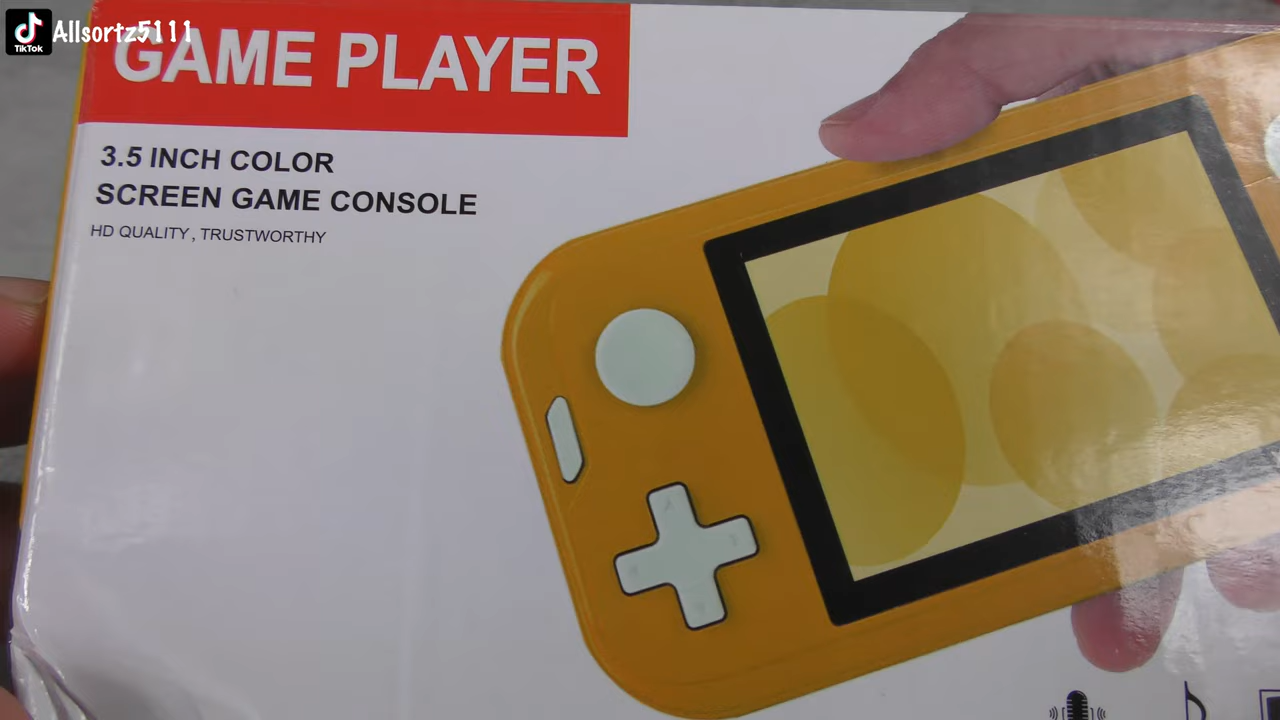 TikTok
Allsortz5111
GAME PLAYER
3.5 INCH COLOR
SCREEN GAME CONSOLE
HD QUALITY, TRUSTWORTHY